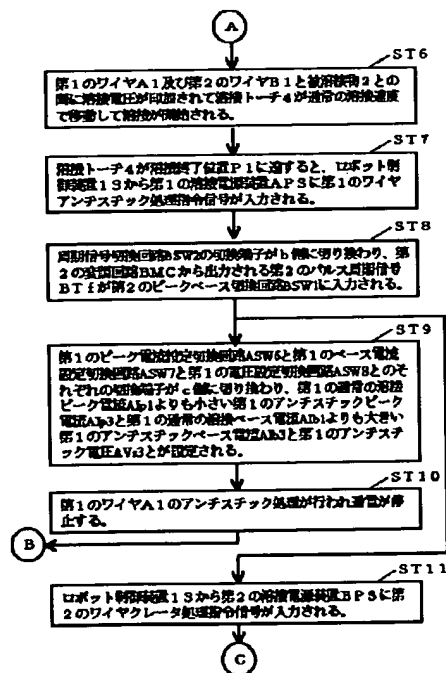 A
ST6
第1のワイヤA1及び第2のワイヤB1と被溶接物2との
間に溶接電圧が印加されて溶接トーチ4が通常の溶接速度
で移動して溶接が開始される。
ST7
溶接トーチ4が溶接終了位置P1に達すると、ロボット制
御装置13から第1の溶接電源装置APSに第1のワイヤ
アンチスチック処理指令信号が入力される。
ST8
周期信号切換回路BSW2の切換端子がb側に切り換わり、第
2の変調回路BMCから出力される第2のパルス周期信号
BTfが第2のピークベース切換回路BSW1に入力される。
ST9
第1のピーク電流設定切換回路ASW6と第1のベース電流
設定切換回路ASW7と第1の電圧設定切換回路ASW8とのそ
れぞれの切換端子がc側に切り換わり、第1の通常の溶接
ピーク電流AIp1よりも小さい第1のアンチスチックピーク
電流AIp3と第1の通常の溶接ベース電流AIb1よりも大きい
第1のアンチスチックベース電流AIb3と第1のアンチスチ
ック電圧AVs3とが設定される。
ST10
第1のワイヤA1のアンチスチック処理が行われ通電が停
止する。
B
ST11
ロボット制御装置13から第2の溶接電源装置BPSに第
2のワイヤクレータ処理指令信号が入力される。
C